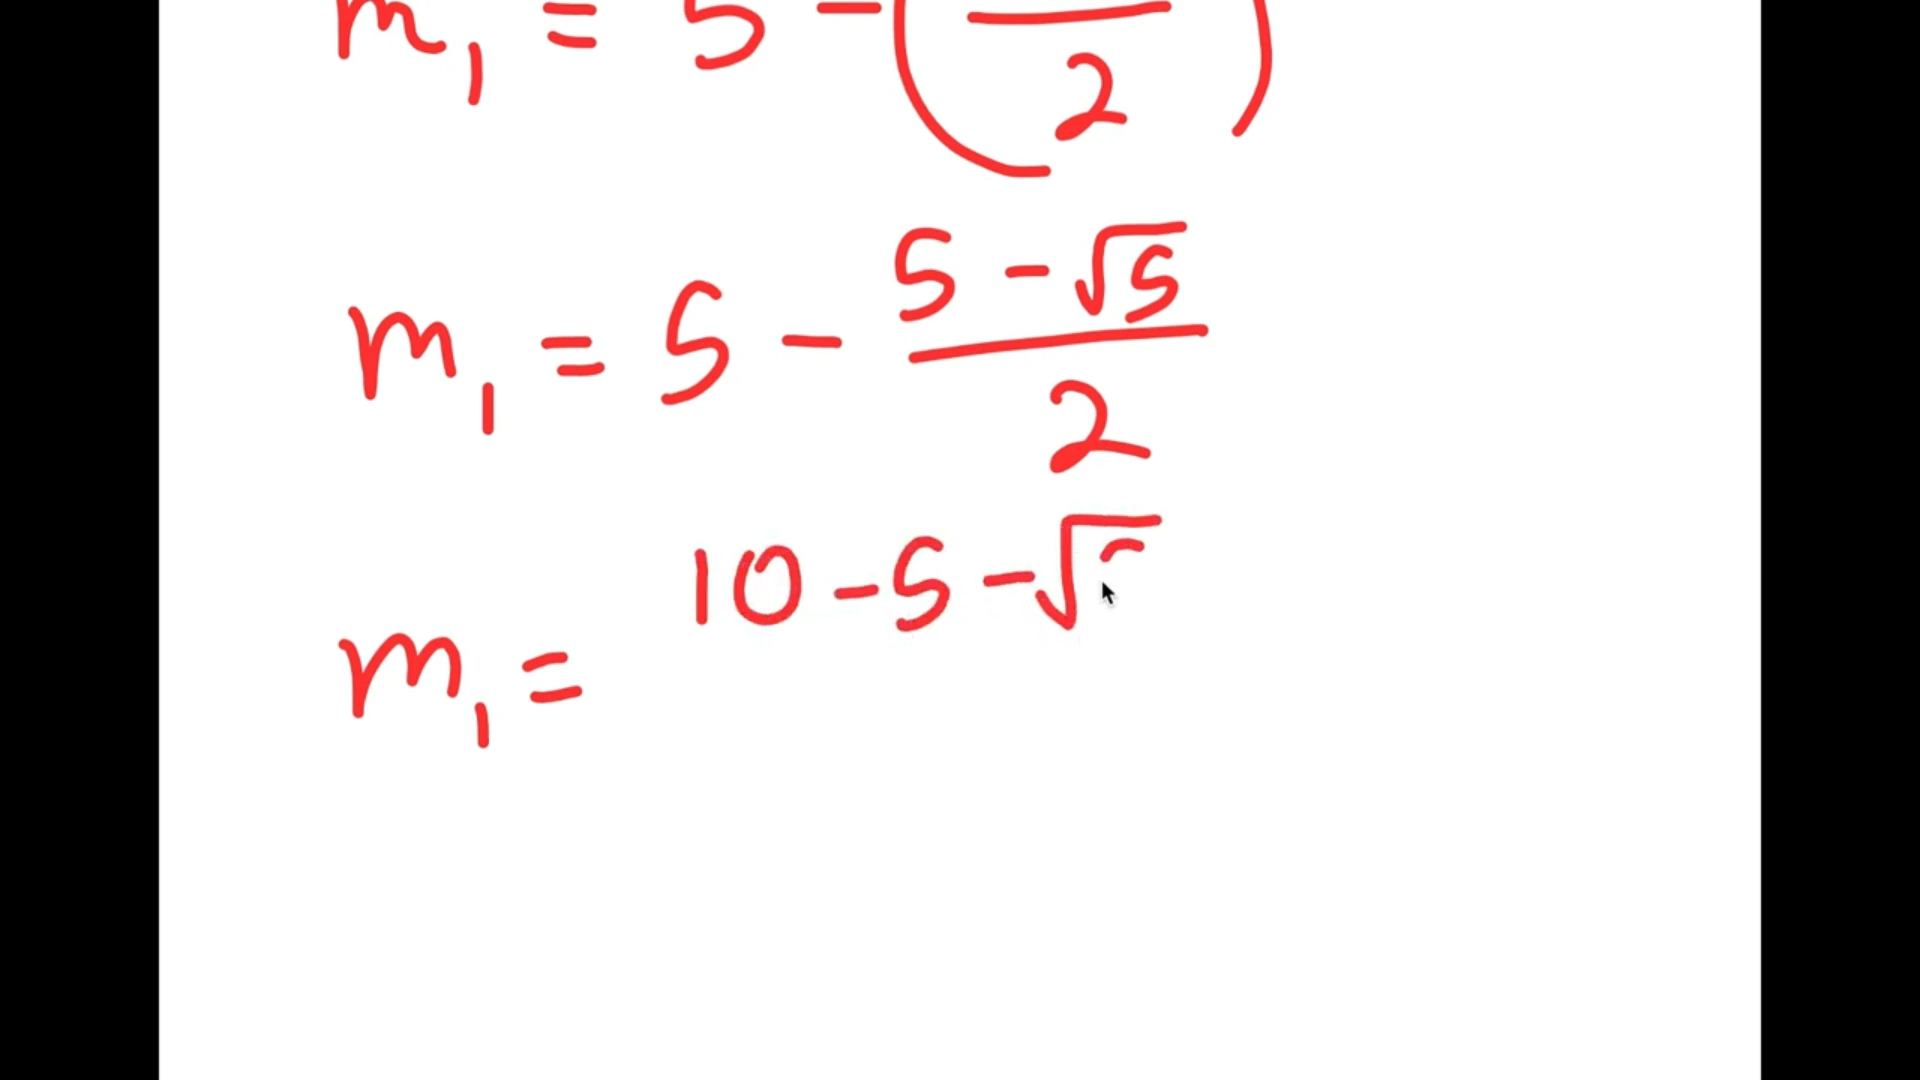 m₁ = 5 - ( — / 2 )
m₁ = 5 - (5 - √5) / 2
m₁ = 10 - 5 - √